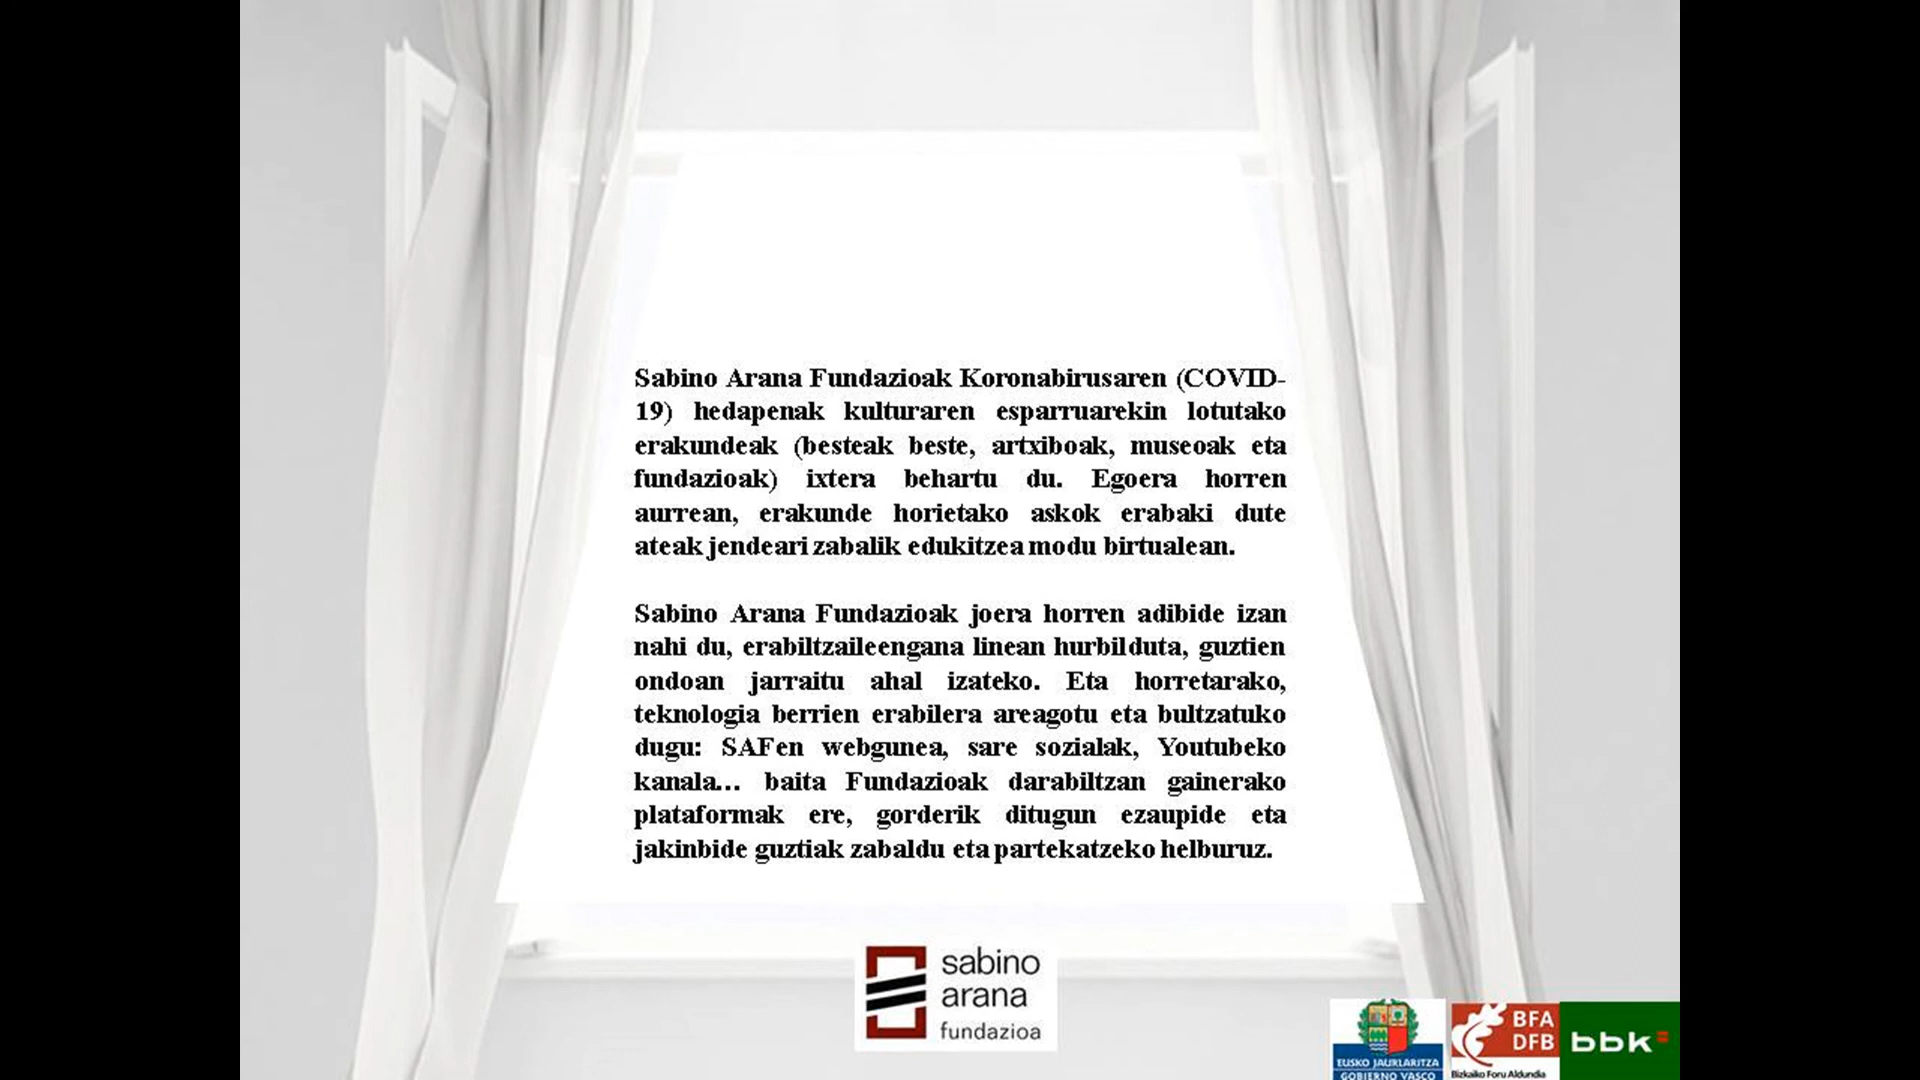 Sabino Arana Fundazioak Koronabirusaren (COVID-
19) hedapenak kulturaren esparruarekin lotutako
erakundeak (besteak beste, artxiboak, museoak eta
fundazioak) ixtera behartu du. Egoera horren
aurrean, erakunde horietako askok erabaki dute
ateak jendeari zabalik edukitzea modu birtualean.
Sabino Arana Fundazioak joera horren adibide izan
nahi du, erabiltzaileengana linean hurbilduta, guztien
ondoan jarraitu ahal izateko. Eta horretarako,
teknologia berrien erabilera areagotu eta bultzatuko
dugu: SAFen webgunea, sare sozialak, Youtubeko
kanala... baita Fundazioak darabiltzan gainerako
plataformak ere, gorderik ditugun ezaupide eta
jakinbide guztiak zabaldu eta partekatzeko helburuz.
sabino
arana
fundazioa
EUSKO JAURLARITZA
GOBIERNO VASCO
BFA
DFB
Bizkaiko Foru Aldundia
bbk